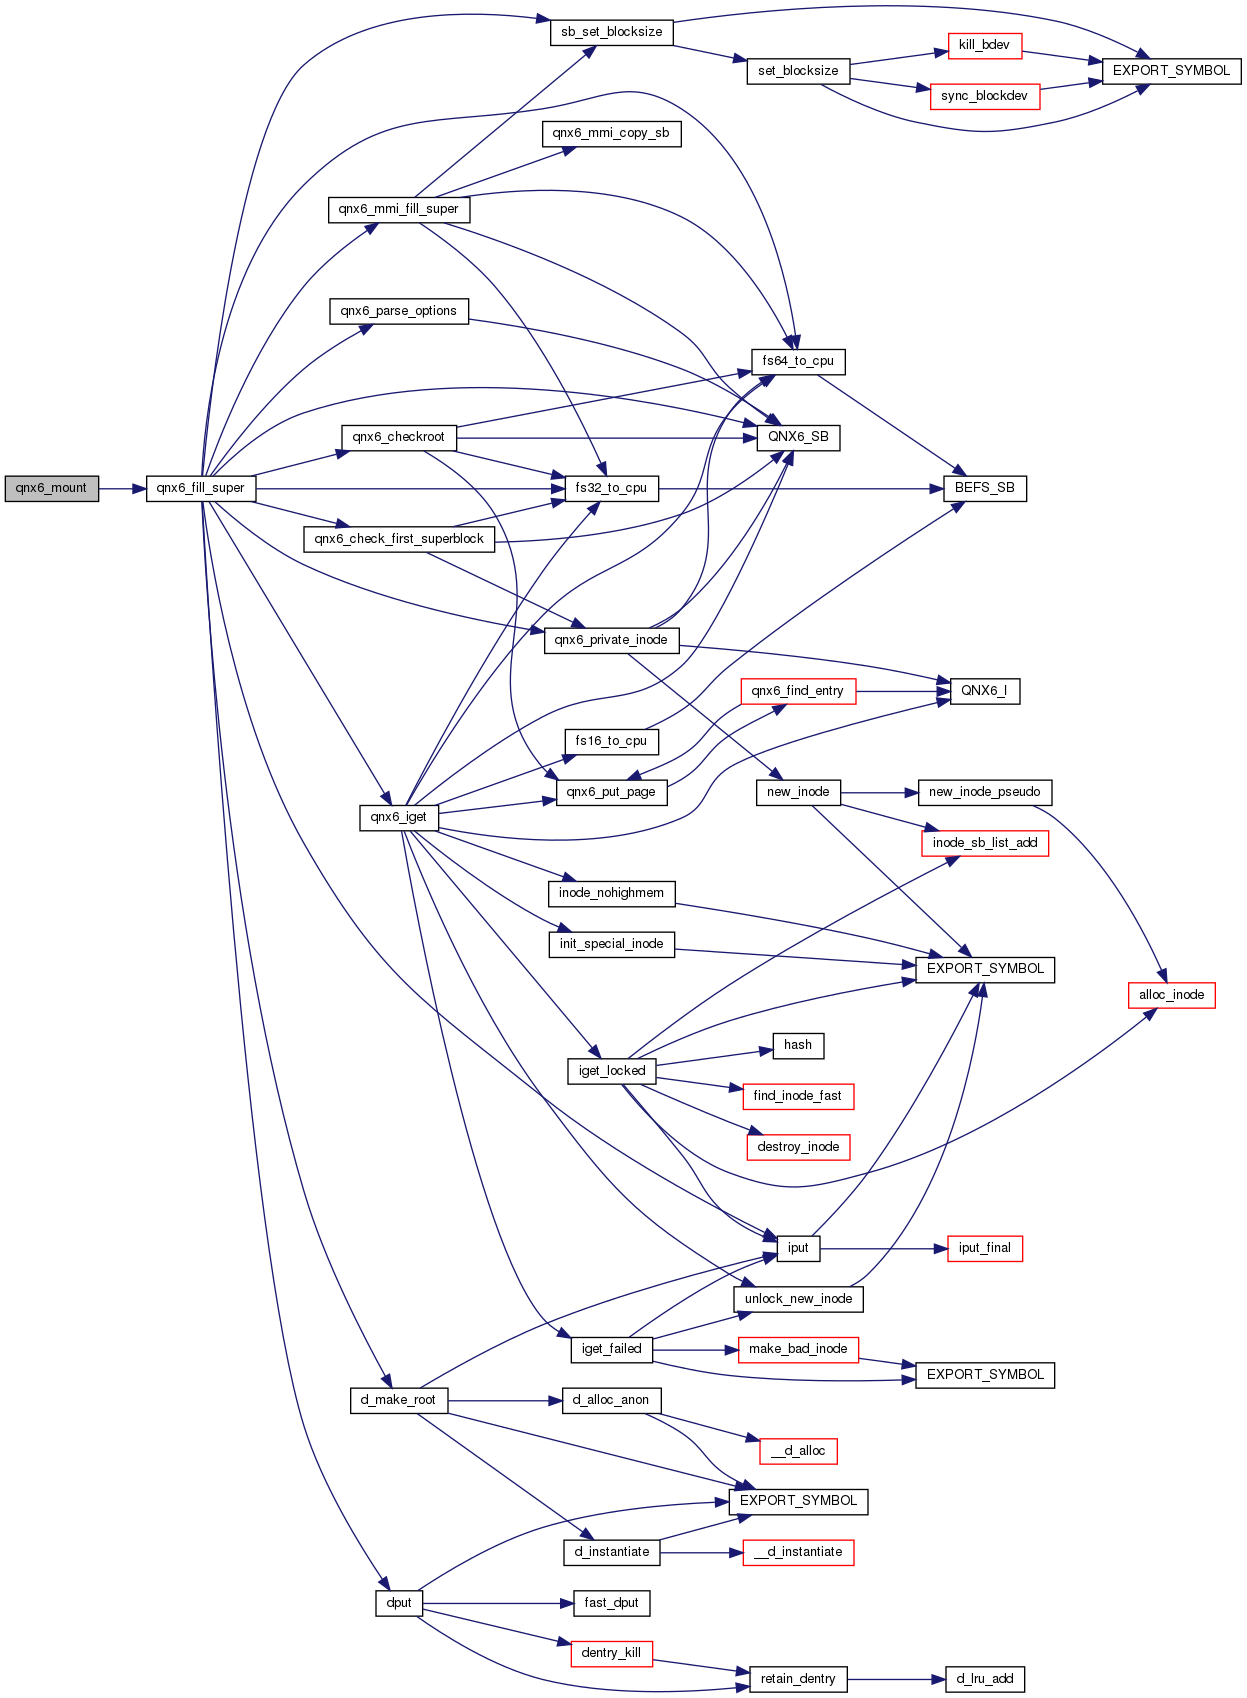 sb_set_blocksize
kill_bdev
set_blocksize
EXPORT_SYMBOL
sync_blockdev
qnx6_mmi_copy_sb
qnx6_mmi_fill_super
qnx6_parse_options
fs64_to_cpu
qnx6_checkroot
QNX6_SB
qnx6_mount
qnx6_fill_super
fs32_to_cpu
BEFS_SB
qnx6_check_first_superblock
qnx6_private_inode
qnx6_find_entry
QNX6_I
fs16_to_cpu
qnx6_put_page
new_inode
new_inode_pseudo
qnx6_iget
inode_sb_list_add
inode_nohighmem
init_special_inode
EXPORT_SYMBOL
alloc_inode
hash
iget_locked
find_inode_fast
destroy_inode
iput
iput_final
unlock_new_inode
iget_failed
make_bad_inode
EXPORT_SYMBOL
d_make_root
d_alloc_anon
__d_alloc
EXPORT_SYMBOL
d_instantiate
__d_instantiate
dput
fast_dput
dentry_kill
retain_dentry
d_lru_add